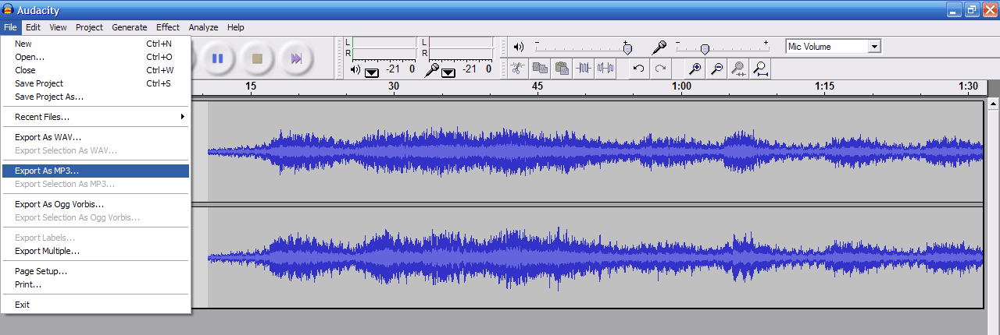 Audacity
File Edit View Project Generate Effect Analyze Help
New Ctrl+N
Open... Ctrl+O
Close Ctrl+W
Save Project Ctrl+S
Save Project As...
Recent Files...
Export As WAV...
Export Selection As WAV...
Export As MP3...
Export Selection As MP3...
Export As Ogg Vorbis...
Export Selection As Ogg Vorbis...
Export Labels...
Export Multiple...
Page Setup...
Print...
Exit
L
R
-21 0
L
R
-21 0
- +
- +
Mic Volume
15 30 45 1:00 1:15 1:30